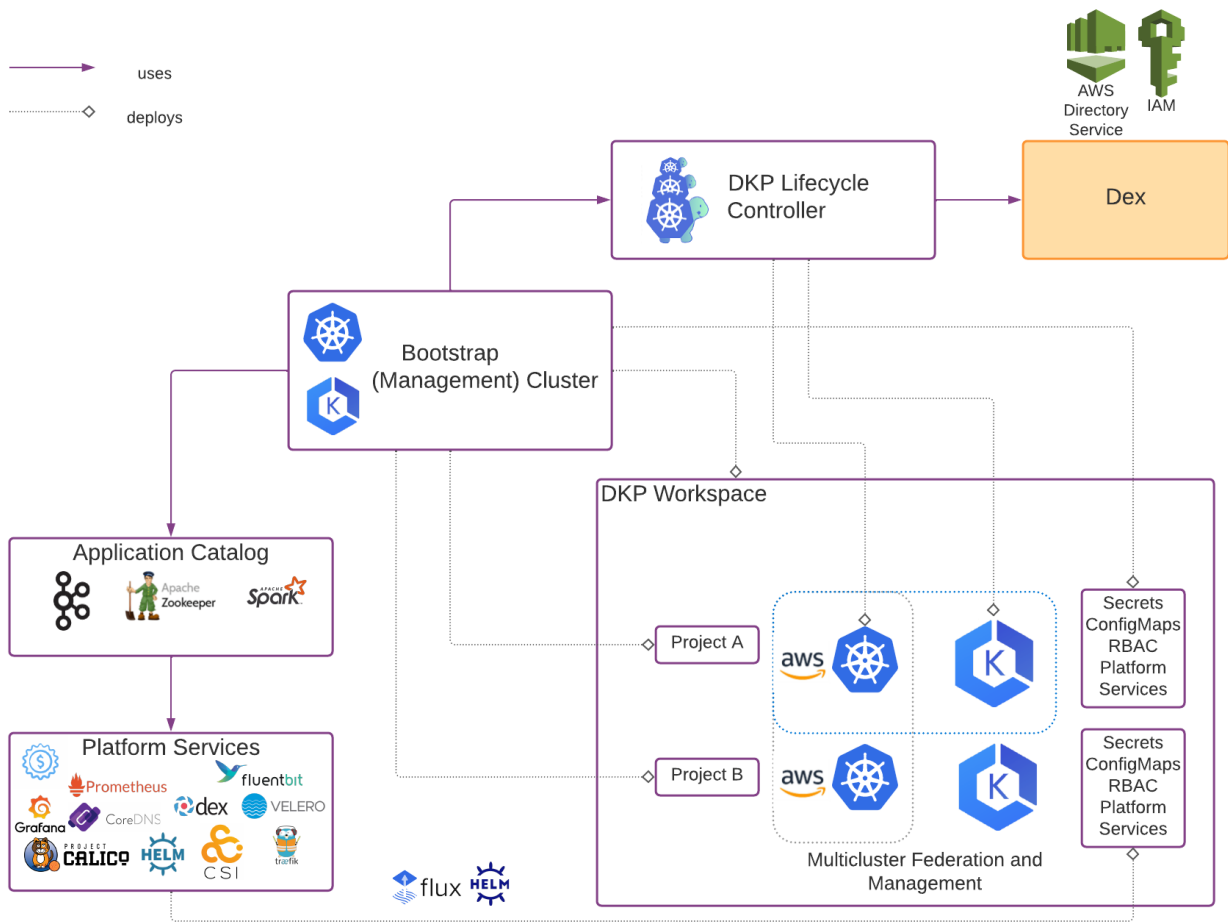 uses
deploys
AWS
Directory
Service
IAM
DKP Lifecycle
Controller
Dex
Bootstrap
(Management) Cluster
K
Application Catalog
Apache
Zookeeper
APACHE
Spark
Platform Services
$
Prometheus
fluentbit
Grafana
CoreDNS
dex
VELERO
PROJECT
CALICO
HELM
CSI
træfik
flux
HELM
DKP Workspace
Project A
aws
K
Secrets
ConfigMaps
RBAC
Platform
Services
Project B
aws
K
Secrets
ConfigMaps
RBAC
Platform
Services
Multicluster Federation and
Management